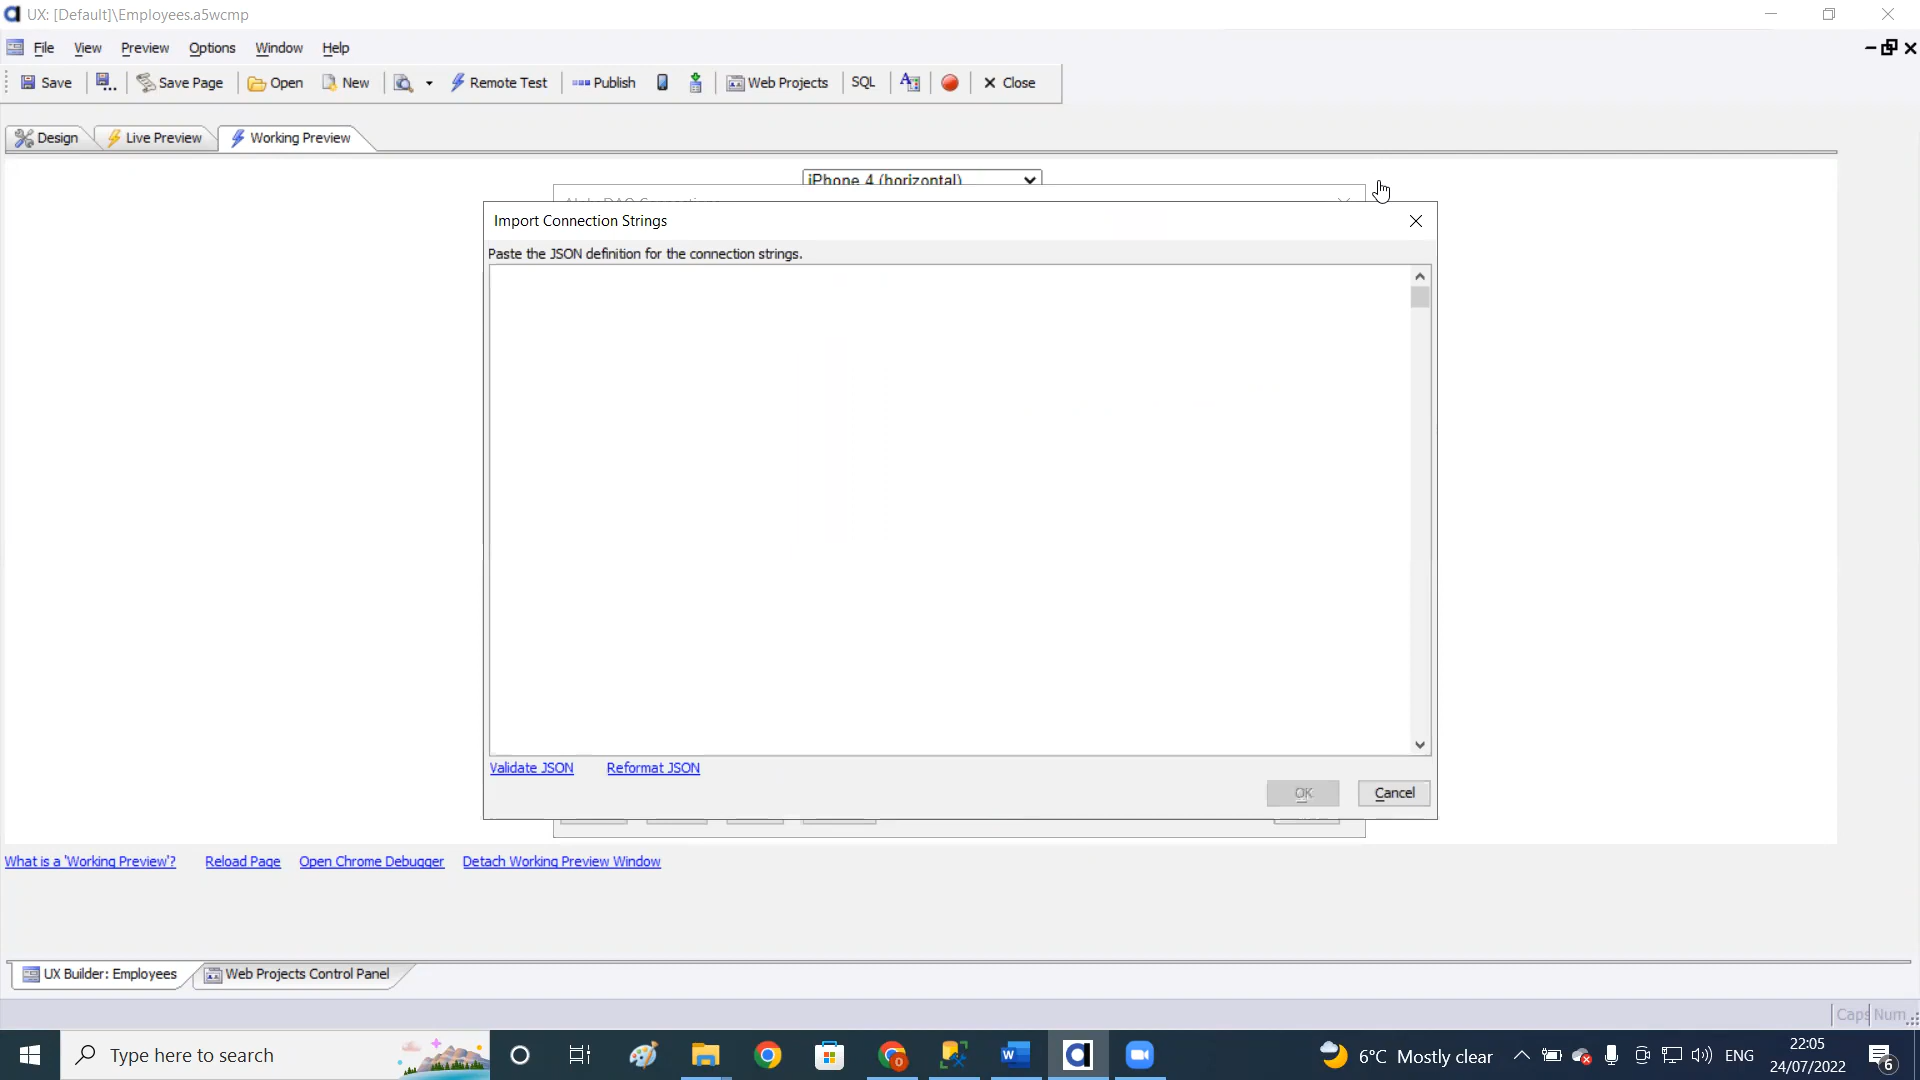 UX: [Default]\Employees.a5wcmp
File View Preview Options Window Help
Save Save Page Open New Remote Test Publish Web Projects SQL Close
Design Live Preview Working Preview
iPhone 4 (horizontal)
Import Connection Strings
Paste the JSON definition for the connection strings.
Validate JSON Reformat JSON
OK Cancel
What is a 'Working Preview'? Reload Page Open Chrome Debugger Detach Working Preview Window
UX Builder: Employees Web Projects Control Panel
Caps Num
Type here to search
6°C Mostly clear
ENG
22:05
24/07/2022
6